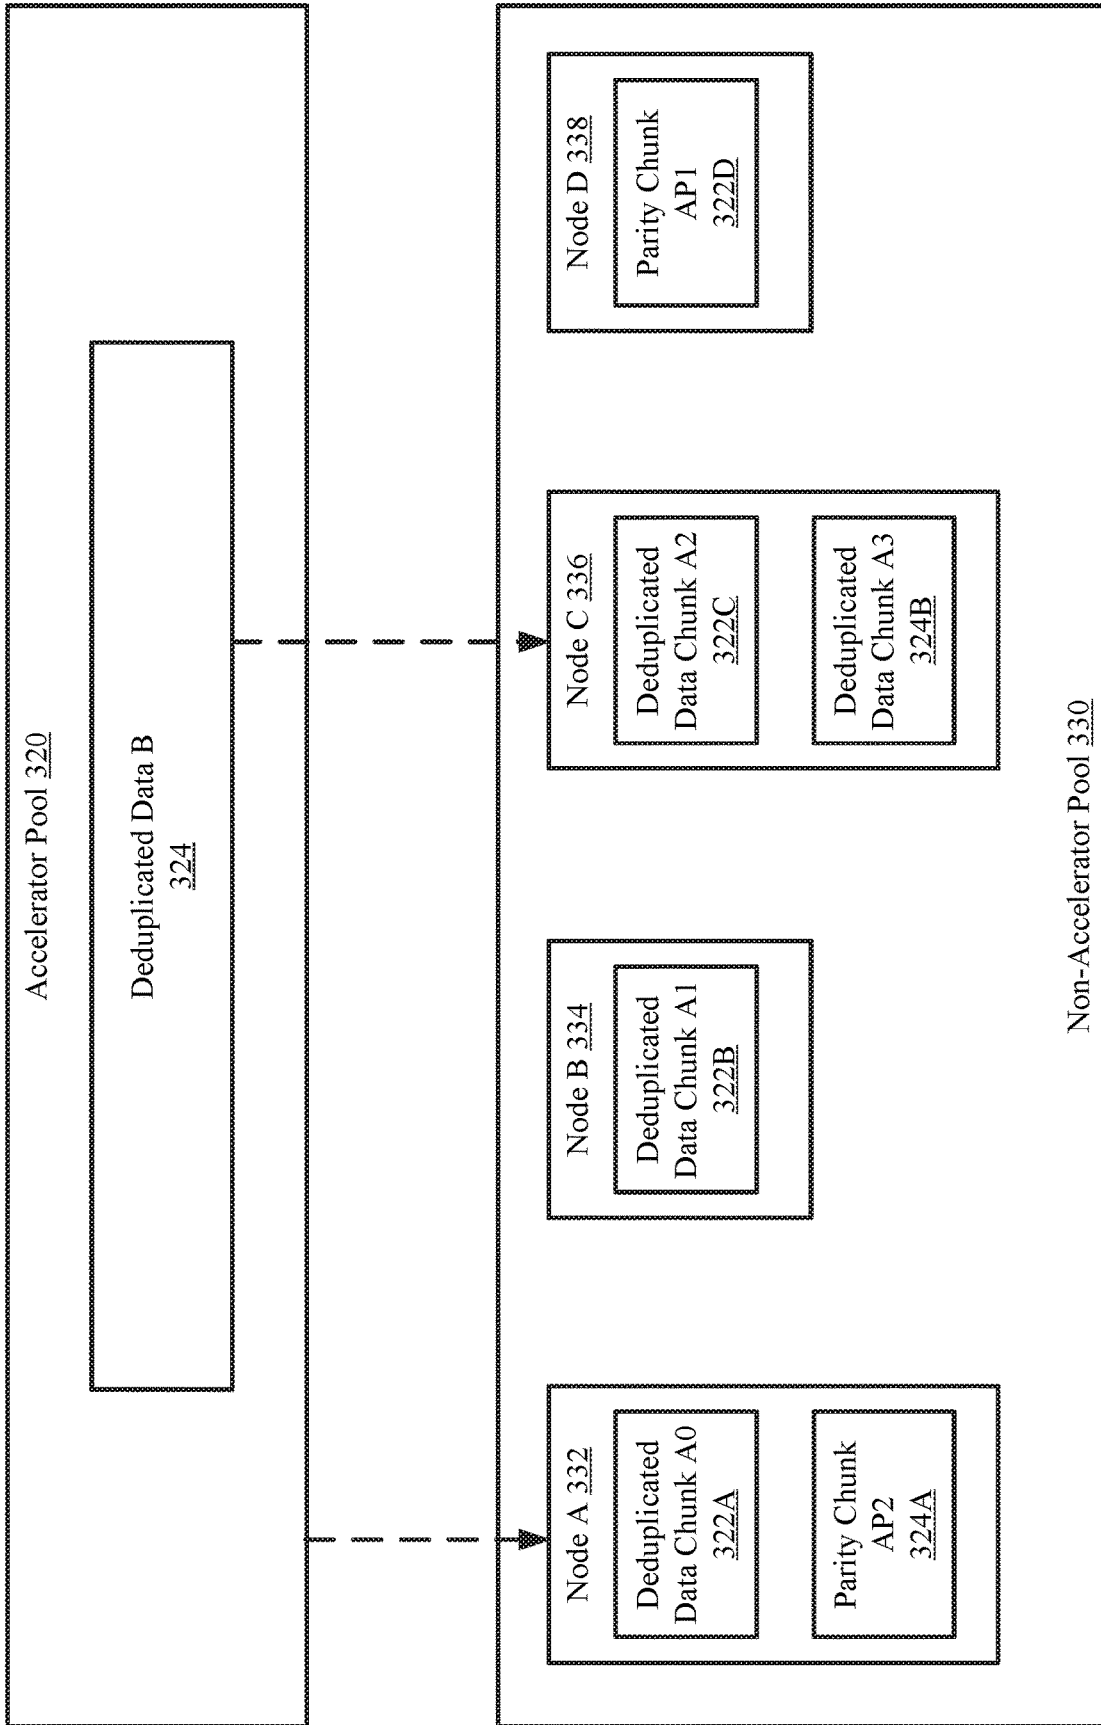 Accelerator Pool 320
Deduplicated Data B
324
Node A 332
Deduplicated
Data Chunk A0
322A
Parity Chunk
AP2
324A
Node B 334
Deduplicated
Data Chunk A1
322B
Node C 336
Deduplicated
Data Chunk A2
322C
Deduplicated
Data Chunk A3
324B
Node D 338
Parity Chunk
AP1
322D
Non-Accelerator Pool 330